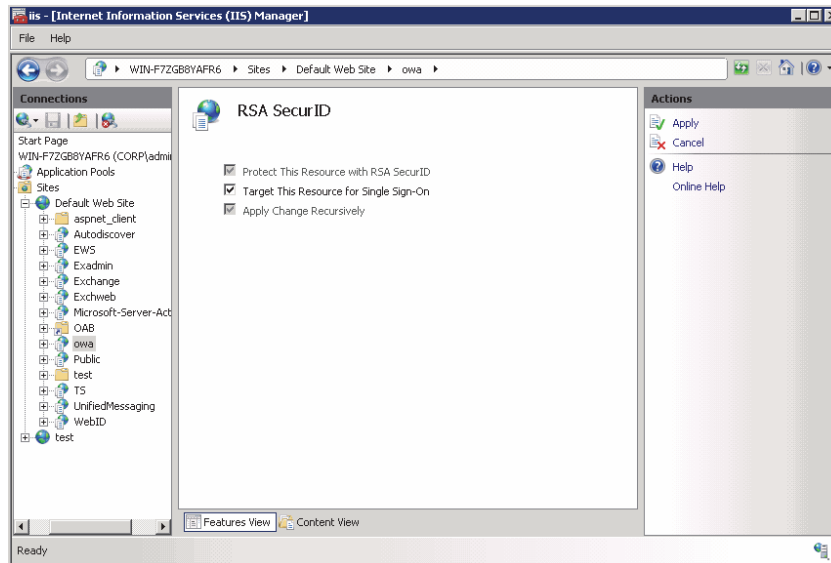 iis - [Internet Information Services (IIS) Manager]
File Help
WIN-F7ZGB8YAFR6 Sites Default Web Site owa
Connections
Start Page
WIN-F7ZGB8YAFR6 (CORP\admi
Application Pools
Sites
Default Web Site
aspnet_client
Autodiscover
EWS
Exadmin
Exchange
Exchweb
Microsoft-Server-Act
OAB
owa
Public
test
TS
UnifiedMessaging
WebID
test
RSA SecurID
Protect This Resource with RSA SecurID
Target This Resource for Single Sign-On
Apply Change Recursively
Features View Content View
Actions
Apply
Cancel
Help
Online Help
Ready